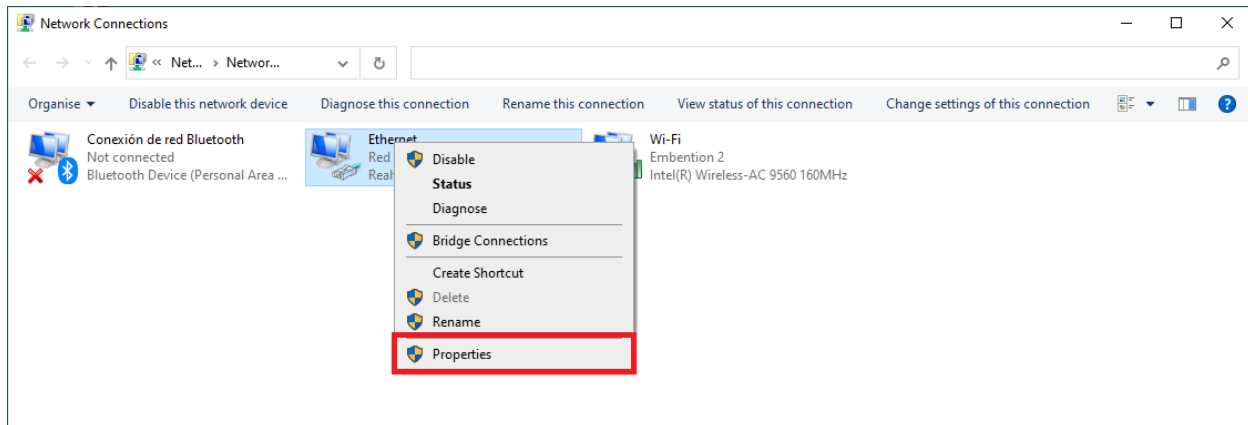 Network Connections
« Net... › Networ...
Organise
Disable this network device
Diagnose this connection
Rename this connection
View status of this connection
Change settings of this connection
Conexión de red Bluetooth
Not connected
Bluetooth Device (Personal Area ...
Ethernet
Red
Wi-Fi
Embention 2
Intel(R) Wireless-AC 9560 160MHz
Disable
Status
Diagnose
Bridge Connections
Create Shortcut
Delete
Rename
Properties